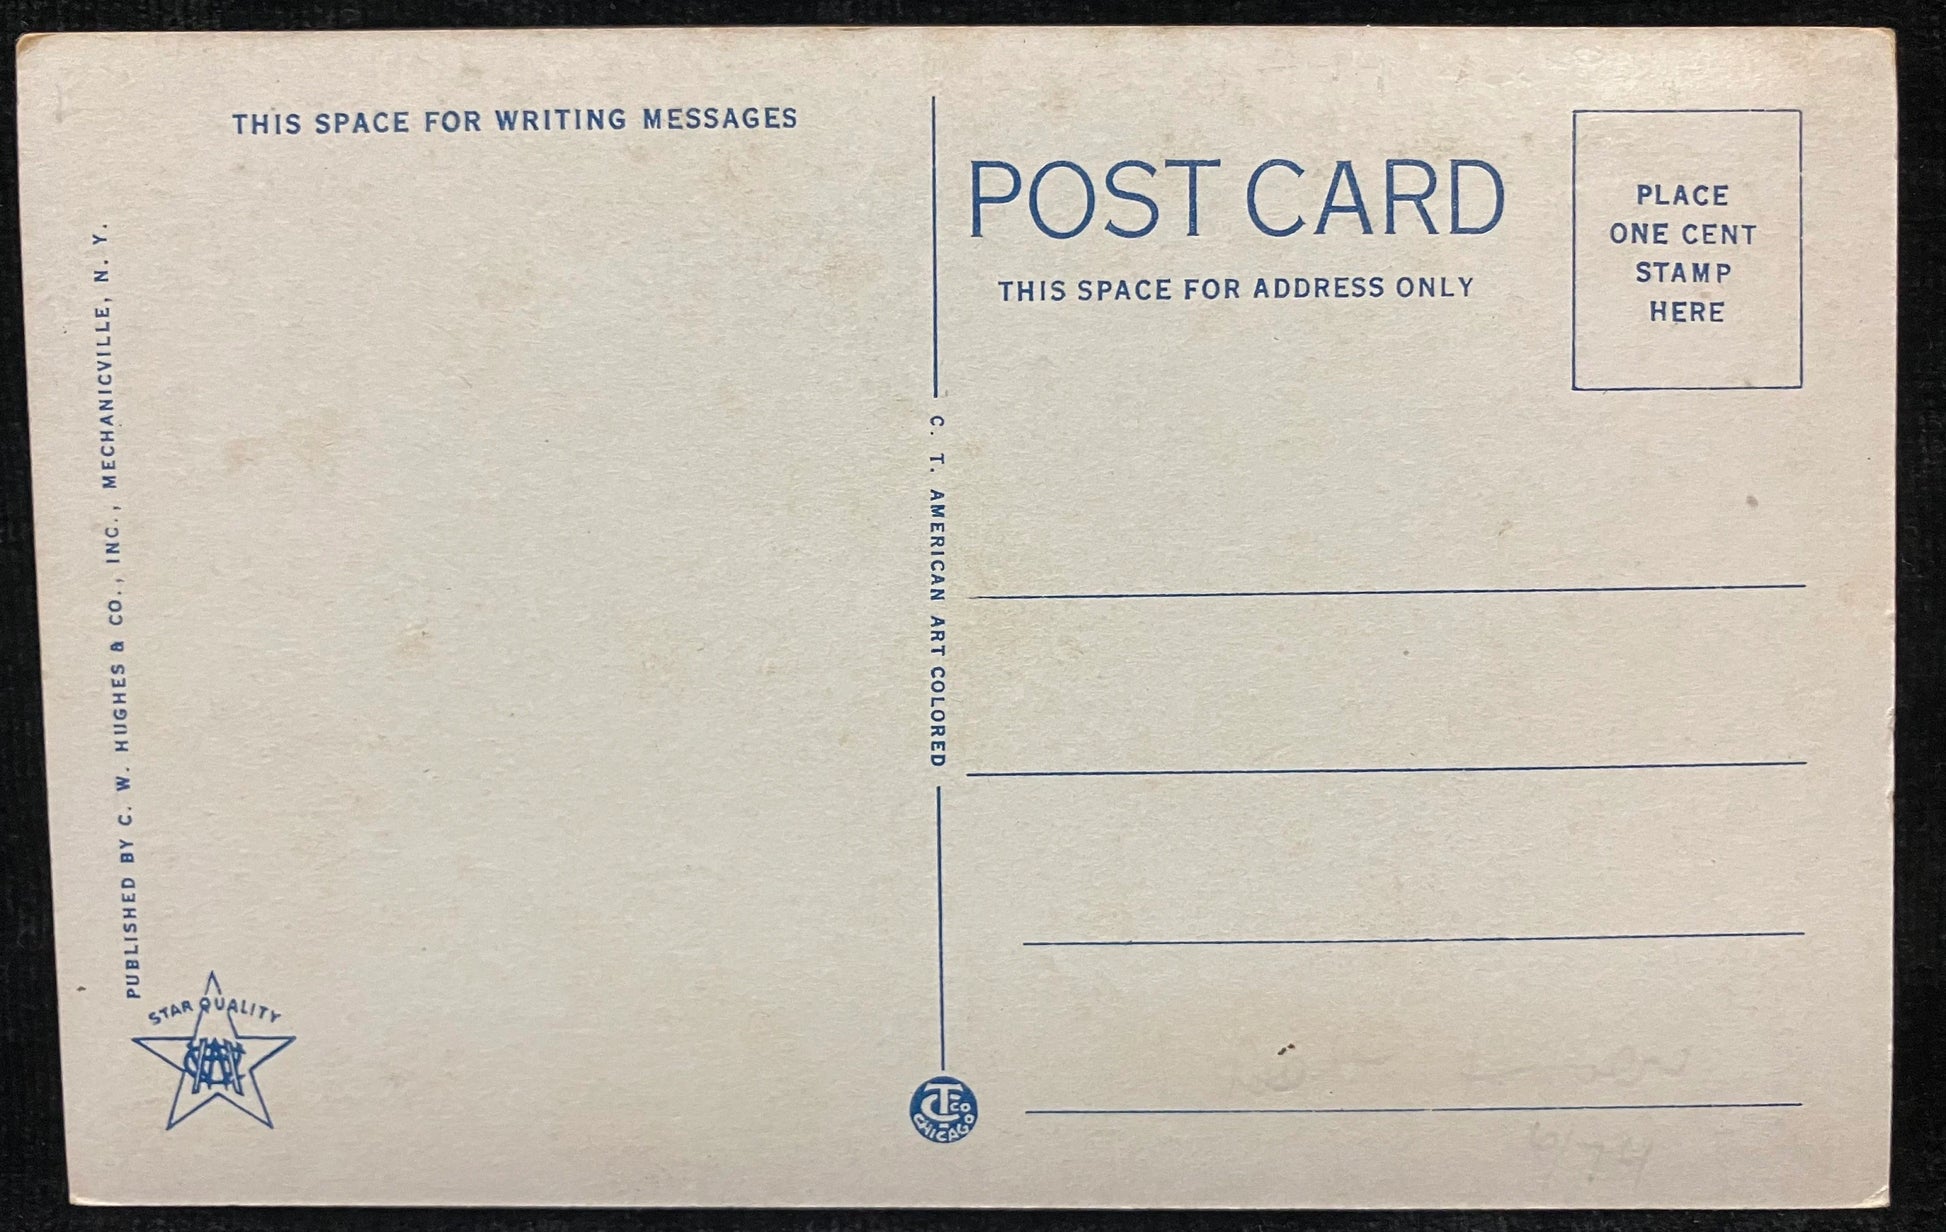 THIS SPACE FOR WRITING MESSAGES
PUBLISHED BY C. W. HUGHES & CO., INC., MECHANICVILLE, N. Y.
STAR QUALITY
C. T. AMERICAN ART COLORED
CT CO
CHICAGO
POST CARD
THIS SPACE FOR ADDRESS ONLY
PLACE
ONE CENT
STAMP
HERE